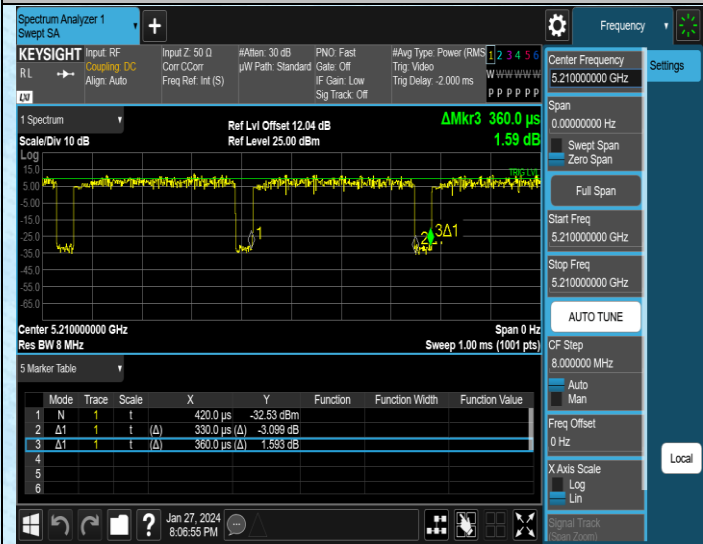 Spectrum Analyzer 1
Swept SA
Frequency
KEYSIGHT
RL
LXI
Input: RF
Coupling: DC
Align: Auto
Input Z: 50 Ω
Corr CCorr
Freq Ref: Int (S)
#Atten: 30 dB
µW Path: Standard
PNO: Fast
Gate: Off
IF Gain: Low
Sig Track: Off
#Avg Type: Power (RMS
Trig: Video
Trig Delay: -2.000 ms
1 2 3 4 5 6
W W W W W W
P P P P P P
1 Spectrum
Scale/Div 10 dB
Ref Lvl Offset 12.04 dB
Ref Level 25.00 dBm
ΔMkr3 360.0 µs
1.59 dB
Log
15.0
5.00
-5.00
-15.0
-25.0
-35.0
-45.0
-55.0
-65.0
TRIG LVL
1
2
3Δ1
Center 5.210000000 GHz
Span 0 Hz
Res BW 8 MHz
Sweep 1.00 ms (1001 pts)
5 Marker Table
Mode Trace Scale X Y Function Function Width Function Value
1 N 1 t 420.0 µs -32.53 dBm
2 Δ1 1 t (Δ) 330.0 µs (Δ) -3.099 dB
3 Δ1 1 t (Δ) 360.0 µs (Δ) 1.593 dB
4
5
6
Jan 27, 2024
8:06:55 PM
Center Frequency
5.210000000 GHz
Settings
Span
0.00000000 Hz
Swept Span
Zero Span
Full Span
Start Freq
5.210000000 GHz
Stop Freq
5.210000000 GHz
AUTO TUNE
CF Step
8.000000 MHz
Auto
Man
Freq Offset
0 Hz
X Axis Scale
Log
Lin
Local
Signal Track
(Span Zoom)